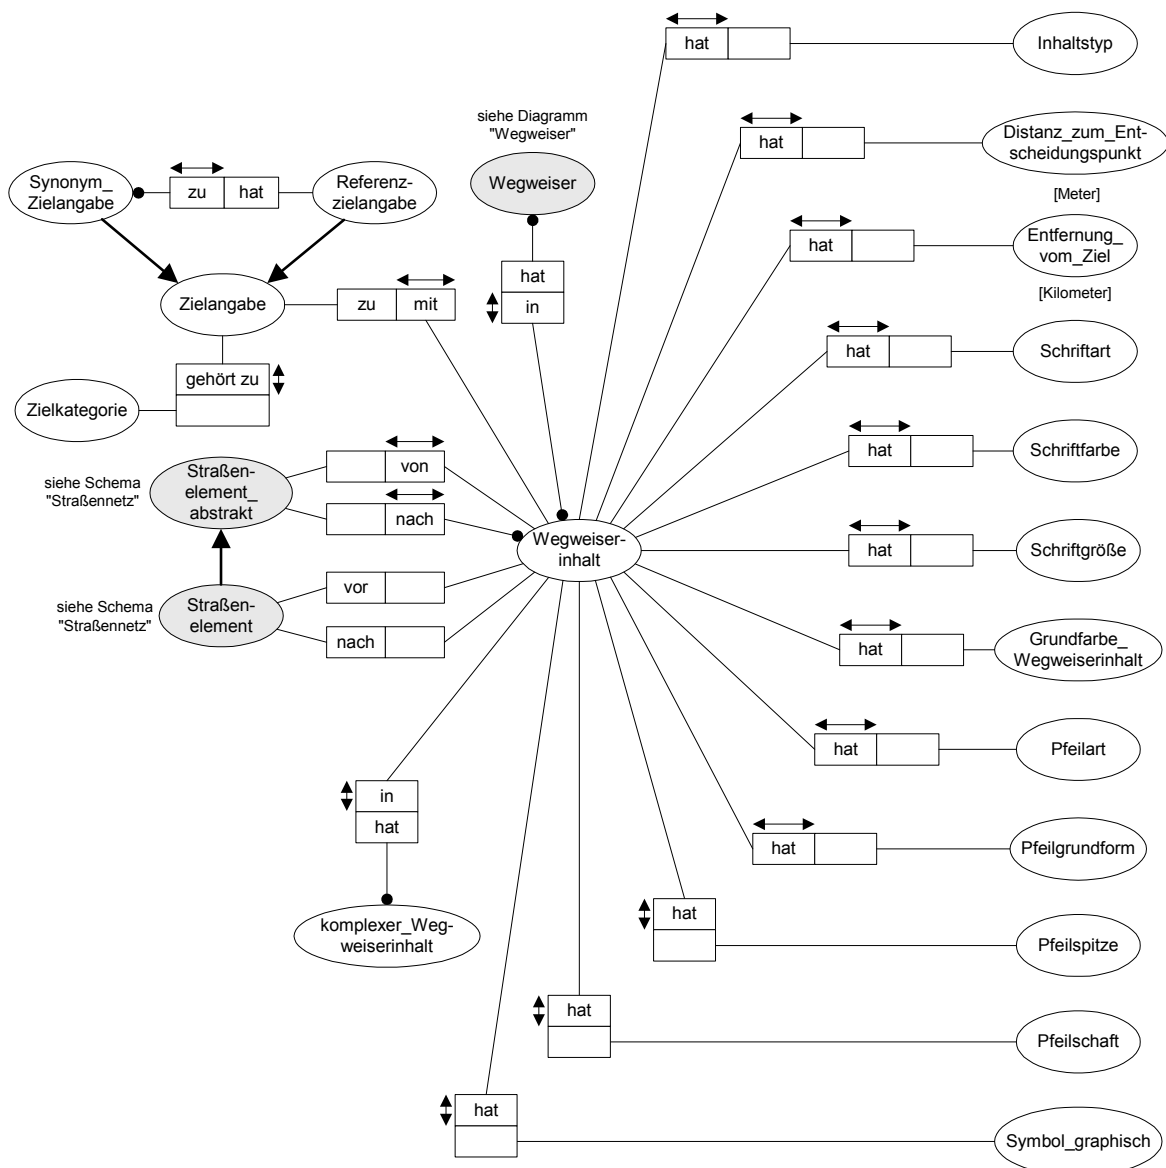 hat
Inhaltstyp
siehe Diagramm
"Wegweiser"
Wegweiser
hat
Distanz_zum_Ent-
scheidungspunkt
[Meter]
Synonym_
Zielangabe
zu
hat
Referenz-
zielangabe
hat
Entfernung_
vom_Ziel
[Kilometer]
hat
in
Zielangabe
zu
mit
hat
Schriftart
gehört zu
Zielkategorie
siehe Schema
"Straßennetz"
Straßen-
element_
abstrakt
von
nach
hat
Schriftfarbe
Wegweiser-
inhalt
hat
Schriftgröße
siehe Schema
"Straßennetz"
Straßen-
element
vor
nach
hat
Grundfarbe_
Wegweiserinhalt
hat
Pfeilart
in
hat
komplexer_Weg-
weiserinhalt
hat
Pfeilgrundform
hat
Pfeilspitze
hat
Pfeilschaft
hat
Symbol_graphisch